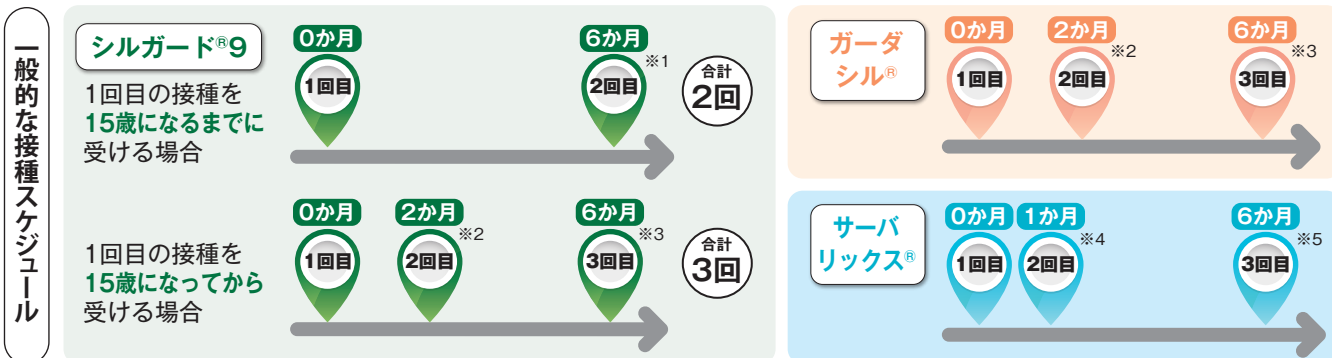 一般的な接種スケジュール
シルガード®9
1回目の接種を
15歳になるまでに
受ける場合
0か月
1回目
6か月
2回目
※1
合計
2回
1回目の接種を
15歳になってから
受ける場合
0か月
1回目
2か月
2回目
※2
6か月
3回目
※3
合計
3回
ガーダ
シル®
0か月
1回目
2か月
2回目
※2
6か月
3回目
※3
サーバ
リックス®
0か月
1回目
1か月
2回目
※4
6か月
3回目
※5